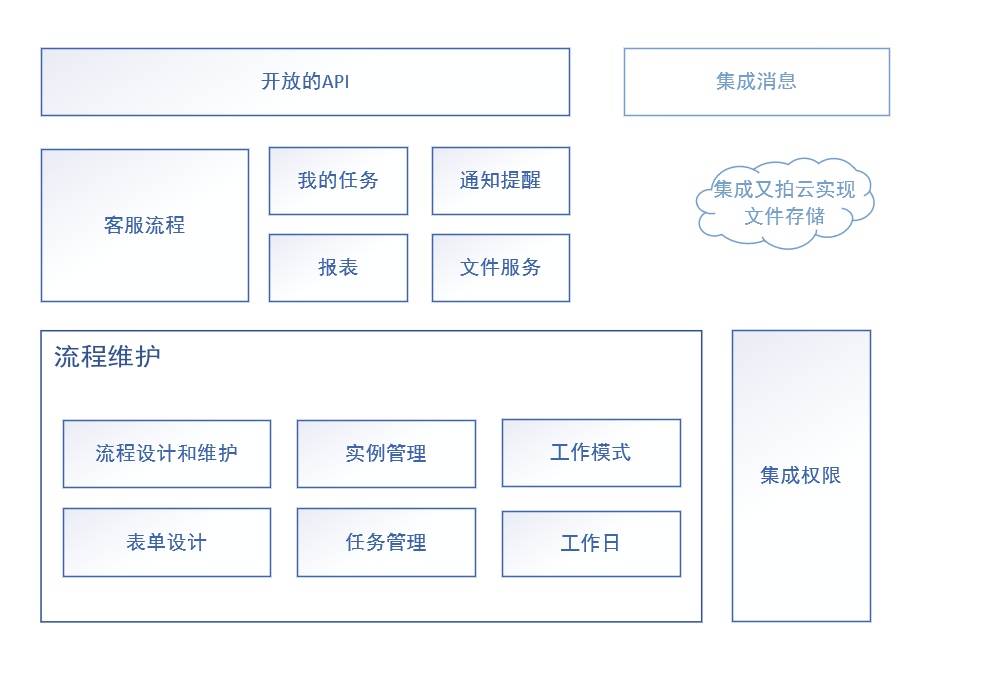 开放的API
集成消息
客服流程
我的任务
通知提醒
报表
文件服务
集成又拍云实现
文件存储
流程维护
流程设计和维护
实例管理
工作模式
表单设计
任务管理
工作日
集成权限